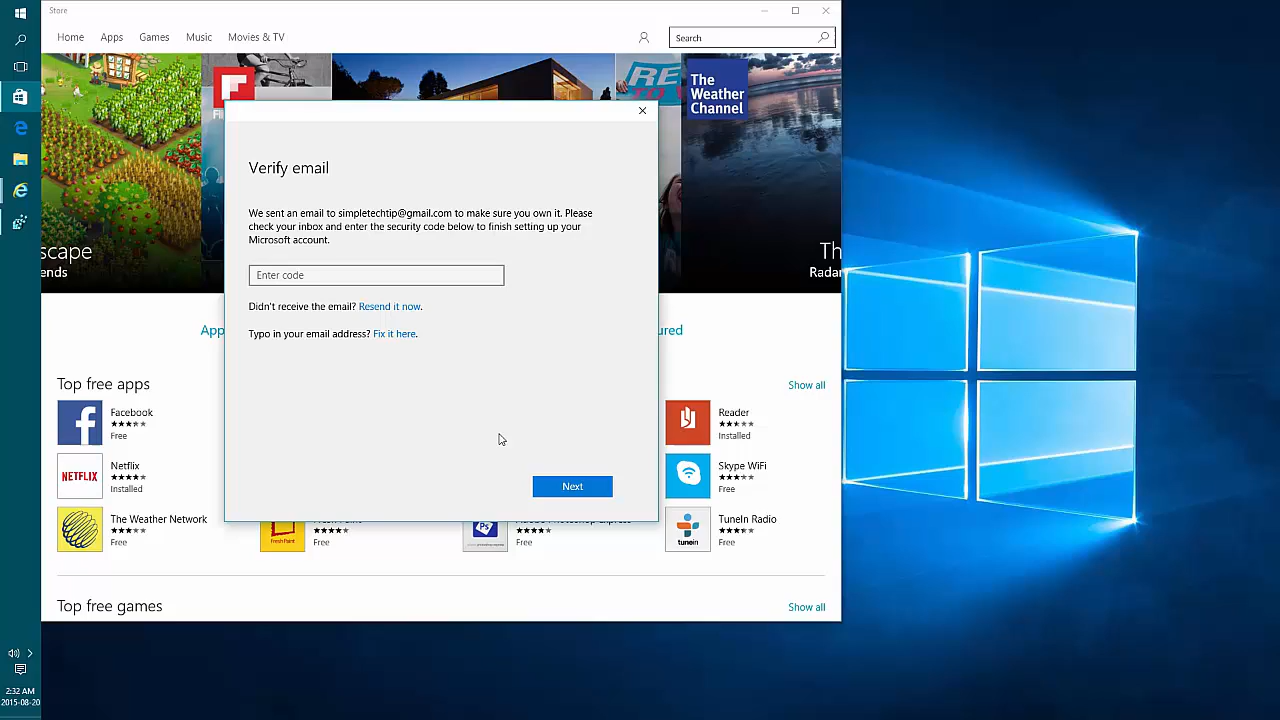 Store
Home Apps Games Music Movies & TV
Search
The
Weather
Channel
scape
ends
Th
Radar
Verify email
We sent an email to simpletechtip@gmail.com to make sure you own it. Please
check your inbox and enter the security code below to finish setting up your
Microsoft account.
Enter code
Didn't receive the email? Resend it now.
Typo in your email address? Fix it here.
Next
App
ured
Top free apps
Show all
Facebook
Free
NETFLIX
Netflix
Installed
The Weather Network
Free
Fresh Paint
Free
Ps
Free
Reader
Installed
Skype WiFi
Free
tunein
TuneIn Radio
Free
Top free games
Show all
2:32 AM
2015-08-20